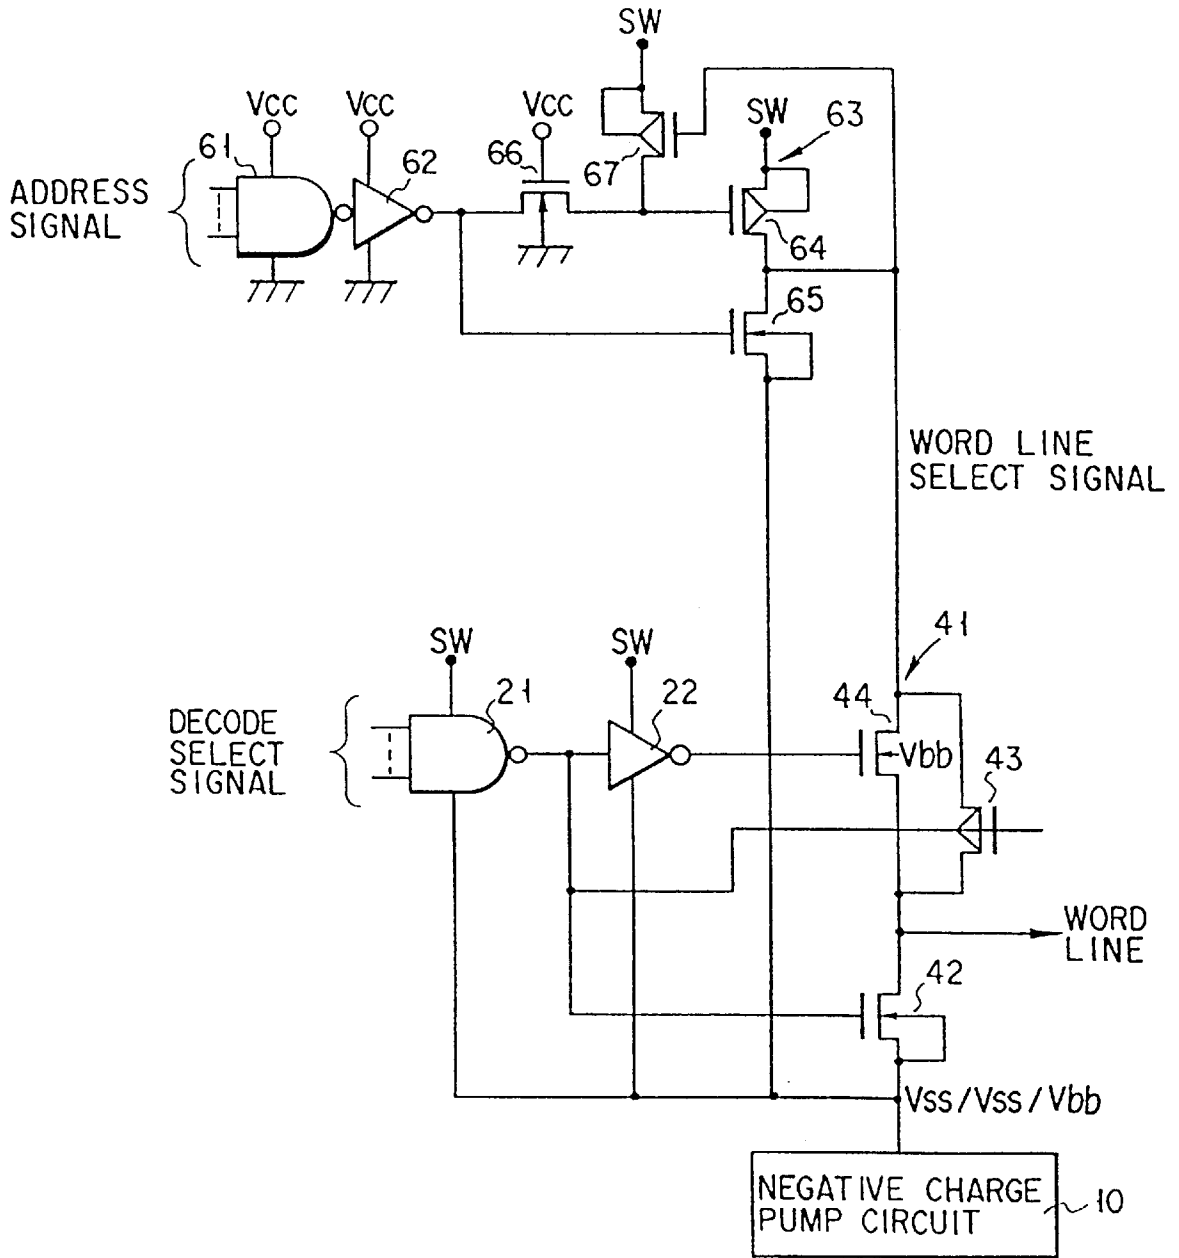 SW
Vcc
Vcc
Vcc
SW
63
61
62
66
67
ADDRESS
SIGNAL
64
65
WORD LINE
SELECT SIGNAL
SW
SW
41
21
22
44
DECODE
SELECT
SIGNAL
Vbb
43
WORD
LINE
42
Vss/Vss/Vbb
NEGATIVE CHARGE
PUMP CIRCUIT
10